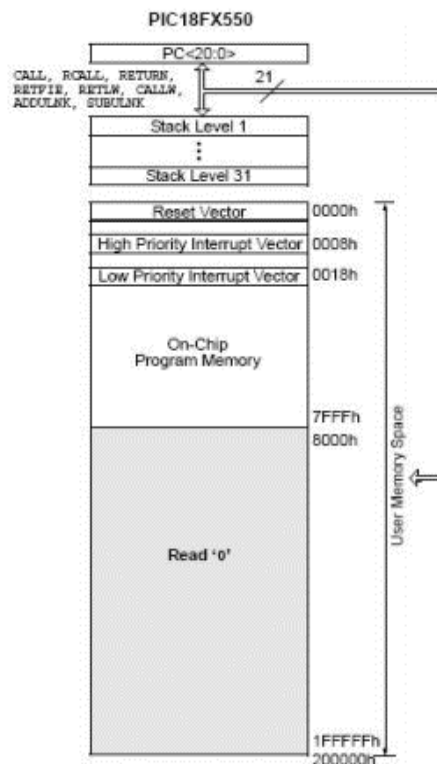 PIC18FX550
PC<20:0>
CALL, RCALL, RETURN,
RETFIE, RETLW, CALLW,
ADDULNK, SUBULNK
21
Stack Level 1
Stack Level 31
Reset Vector
0000h
High Priority Interrupt Vector
0008h
Low Priority Interrupt Vector
0018h
On-Chip
Program Memory
7FFFh
8000h
User Memory Space
Read '0'
1FFFFFh
200000h